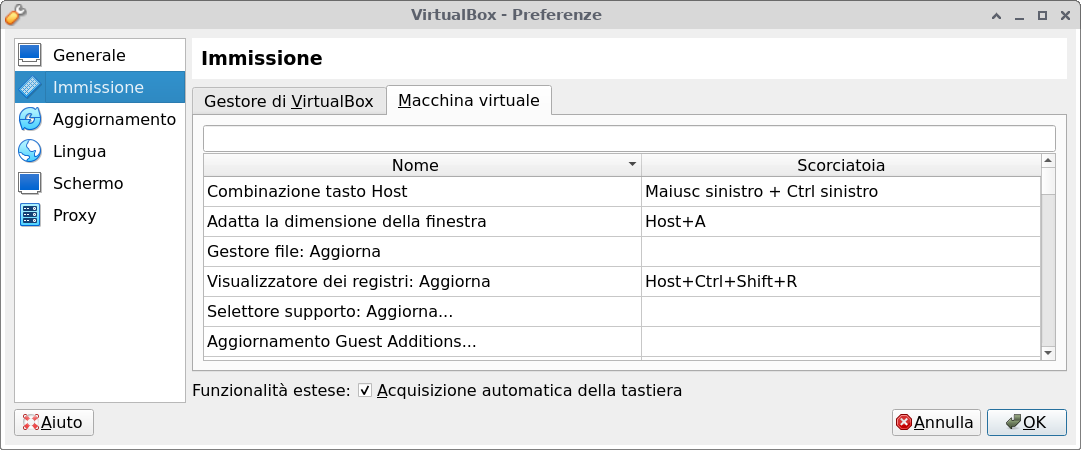 VirtualBox - Preferenze
Generale
Immissione
Aggiornamento
Lingua
Schermo
Proxy
Immissione
Gestore di VirtualBox
Macchina virtuale
Nome Scorciatoia
Combinazione tasto Host Maiusc sinistro + Ctrl sinistro
Adatta la dimensione della finestra Host+A
Gestore file: Aggiorna
Visualizzatore dei registri: Aggiorna Host+Ctrl+Shift+R
Selettore supporto: Aggiorna...
Aggiornamento Guest Additions...
Funzionalità estese: Acquisizione automatica della tastiera
Aiuto Annulla OK